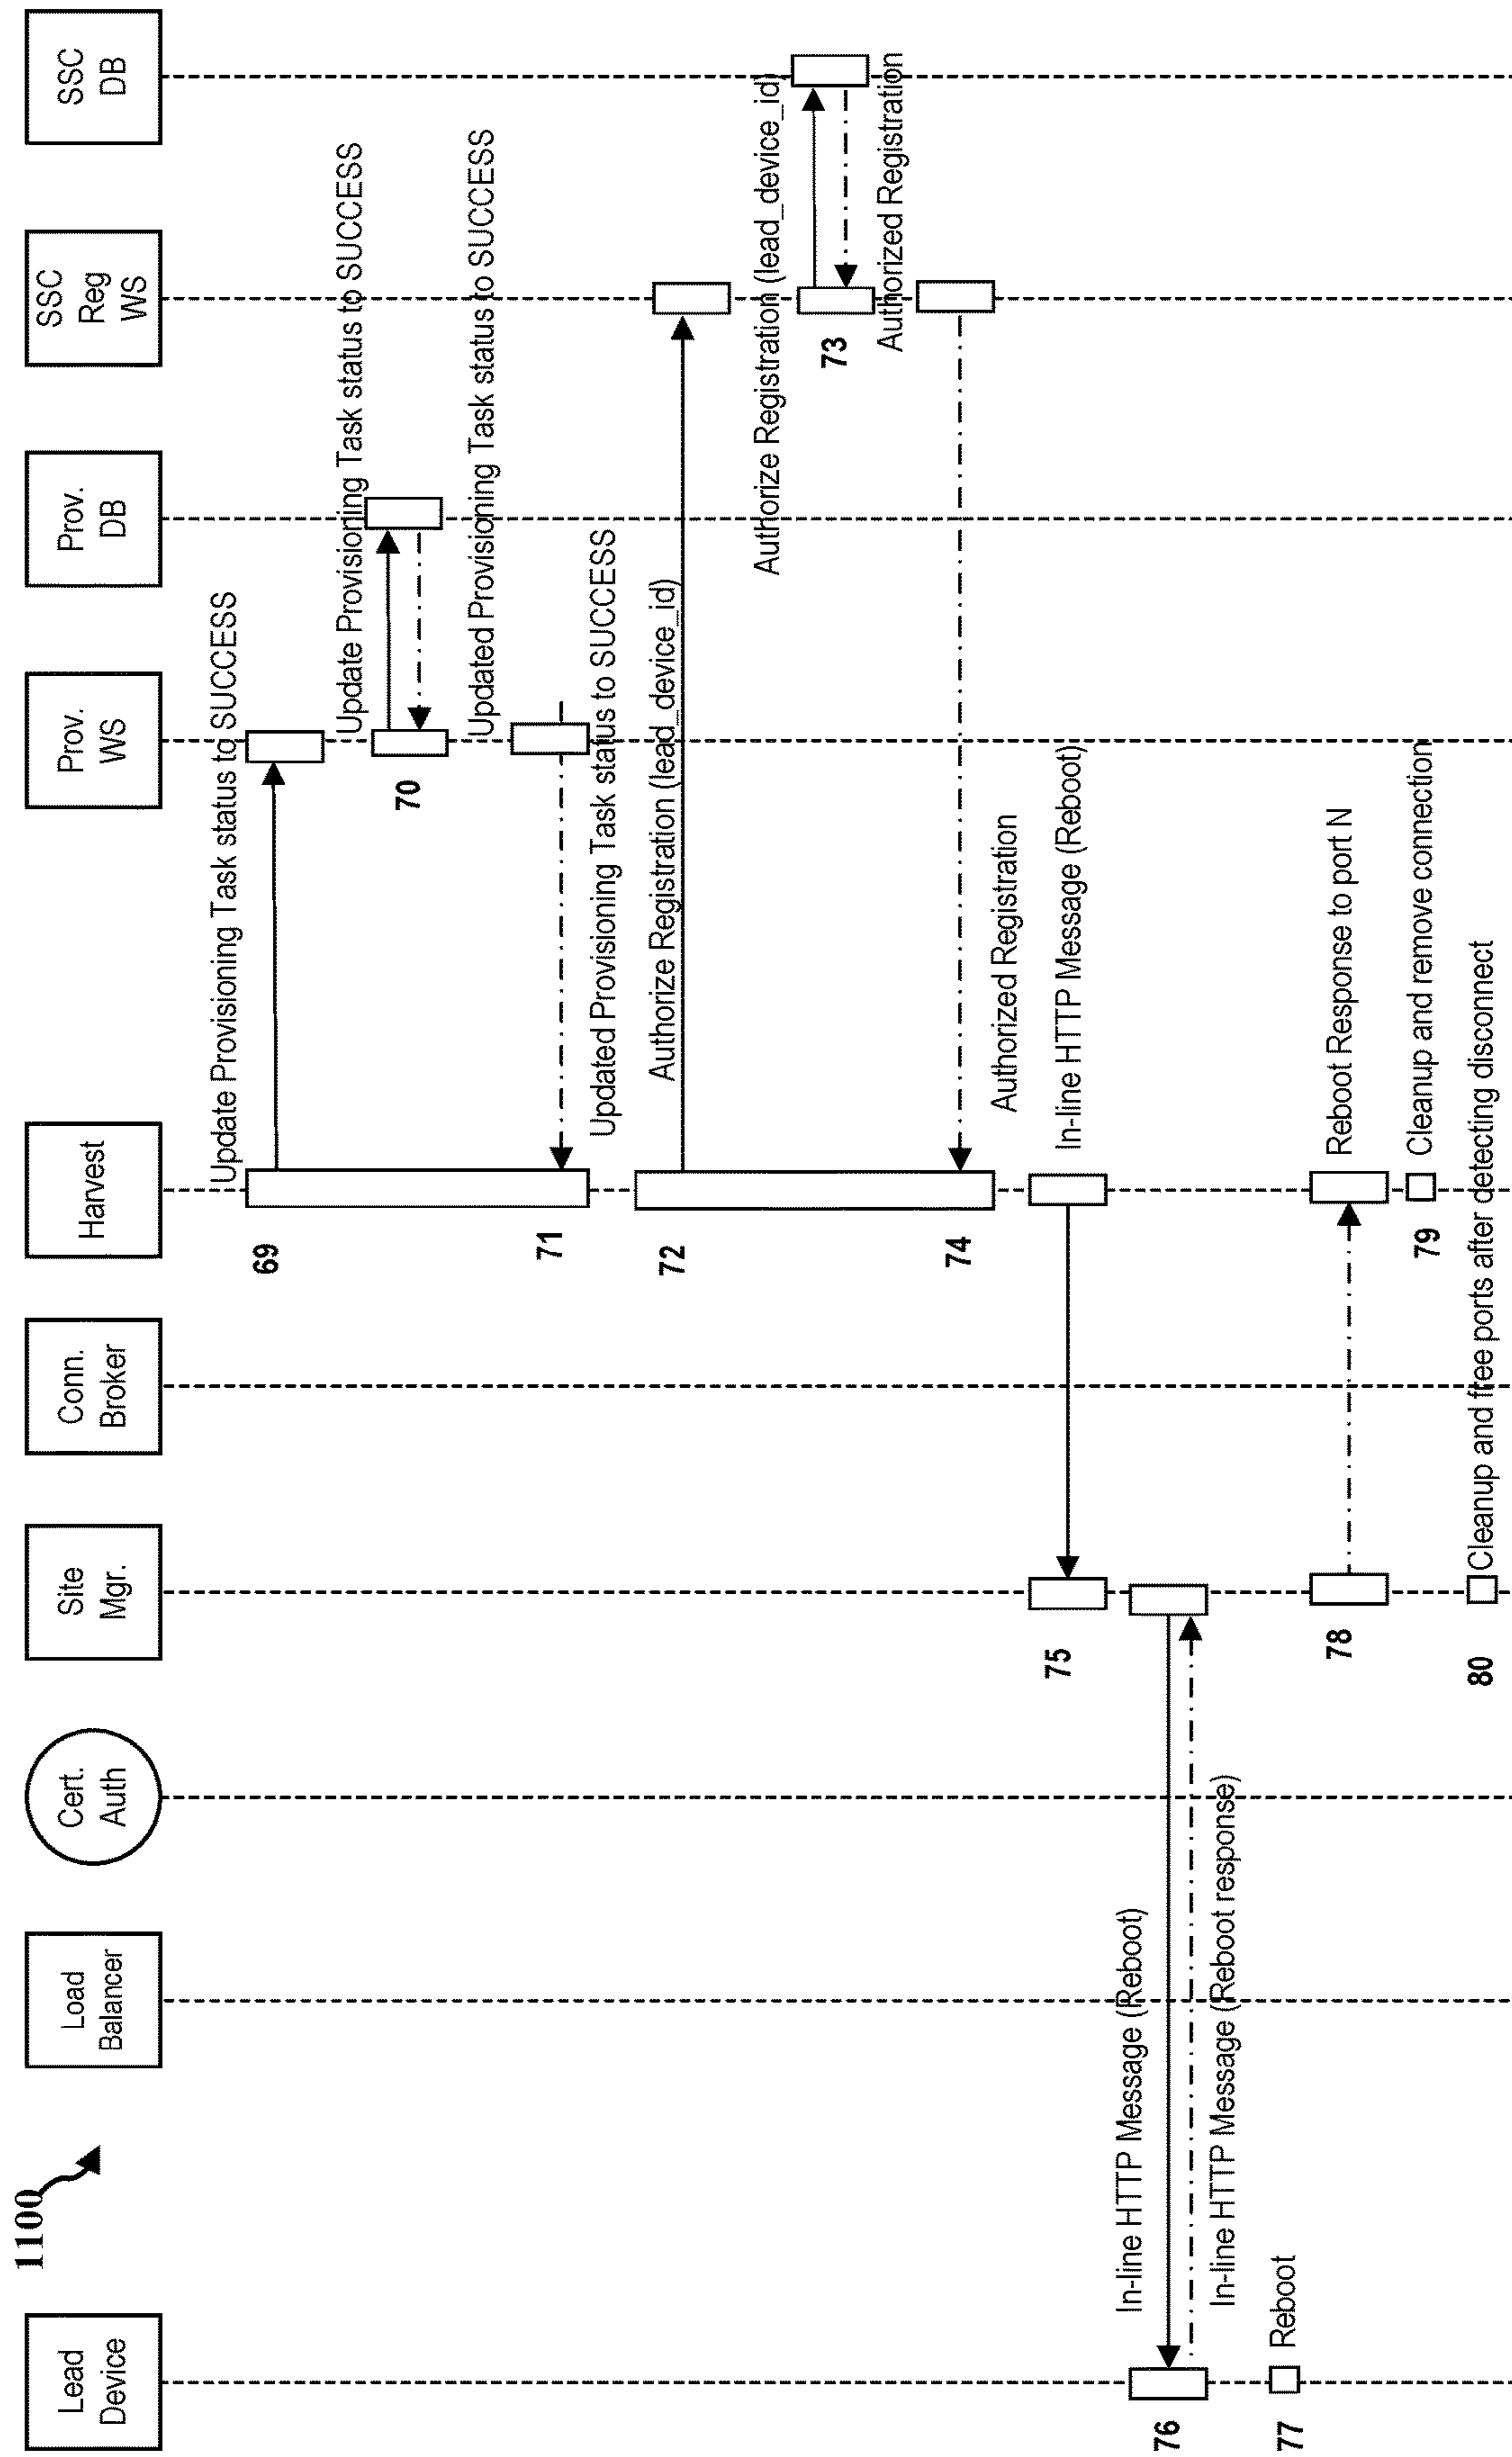 1100
Lead
Device
Load
Balancer
Cert.
Auth
Site
Mgr.
Conn.
Broker
Harvest
Prov.
WS
Prov.
DB
SSC
Reg
WS
SSC
DB
Update Provisioning Task status to SUCCESS
69
Update Provisioning Task status to SUCCESS
70
Updated Provisioning Task status to SUCCESS
71
Updated Provisioning Task status to SUCCESS
Authorize Registration (lead_device_id)
72
Authorize Registration (lead_device_id)
73
Authorized Registration
74
Authorized Registration
In-line HTTP Message (Reboot)
75
In-line HTTP Message (Reboot)
76
In-line HTTP Message (Reboot response)
77
Reboot
Reboot Response to port N
78
Cleanup and remove connection
79
Cleanup and free ports after detecting disconnect
80